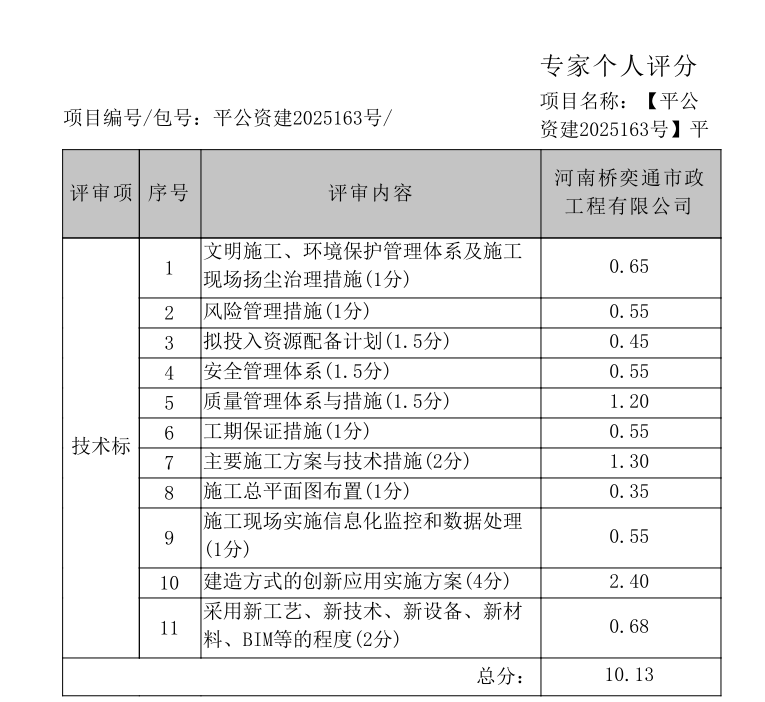 专家个人评分
项目编号/包号：平公资建2025163号/
项目名称：【平公
资建2025163号】平
评审项 序号 评审内容 河南桥奕通市政
工程有限公司
技术标
1 文明施工、环境保护管理体系及施工
现场扬尘治理措施(1分) 0.65
2 风险管理措施(1分) 0.55
3 拟投入资源配备计划(1.5分) 0.45
4 安全管理体系(1.5分) 0.55
5 质量管理体系与措施(1.5分) 1.20
6 工期保证措施(1分) 0.55
7 主要施工方案与技术措施(2分) 1.30
8 施工总平面图布置(1分) 0.35
9 施工现场实施信息化监控和数据处理
(1分) 0.55
10 建造方式的创新应用实施方案(4分) 2.40
11 采用新工艺、新技术、新设备、新材
料、BIM等的程度(2分) 0.68
总分： 10.13